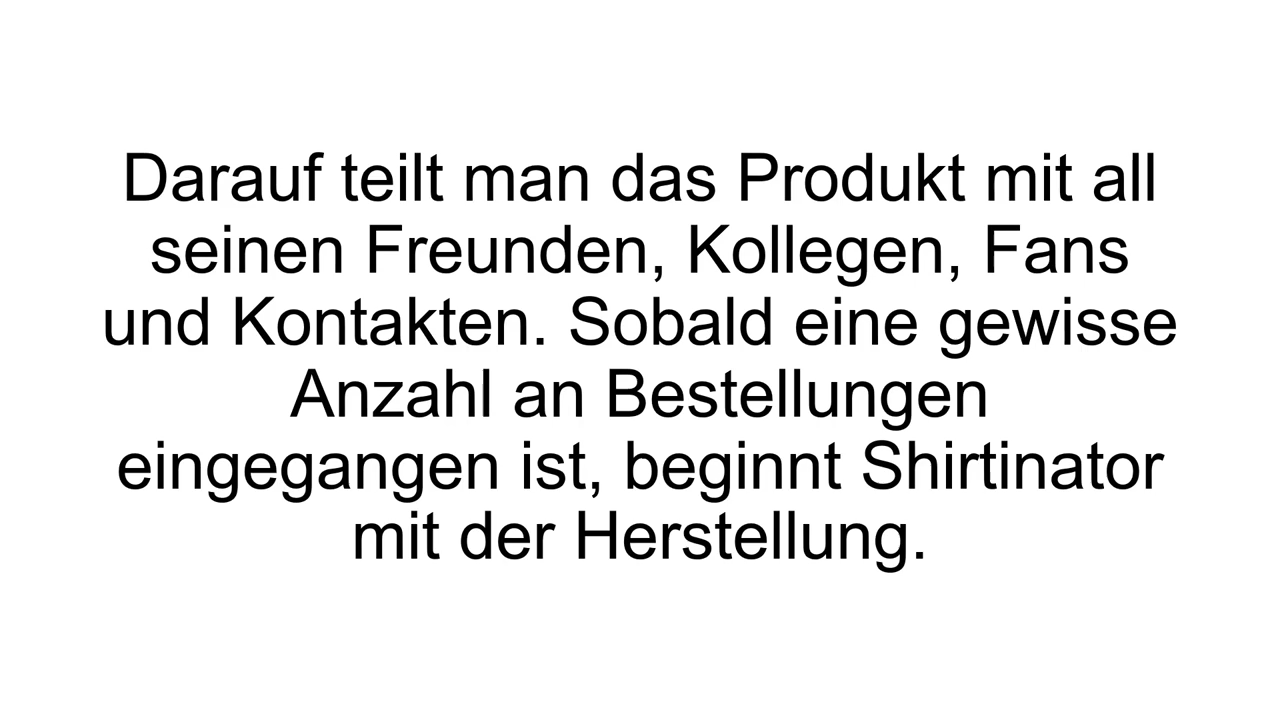 Darauf teilt man das Produkt mit all
seinen Freunden, Kollegen, Fans
und Kontakten. Sobald eine gewisse
Anzahl an Bestellungen
eingegangen ist, beginnt Shirtinator
mit der Herstellung.